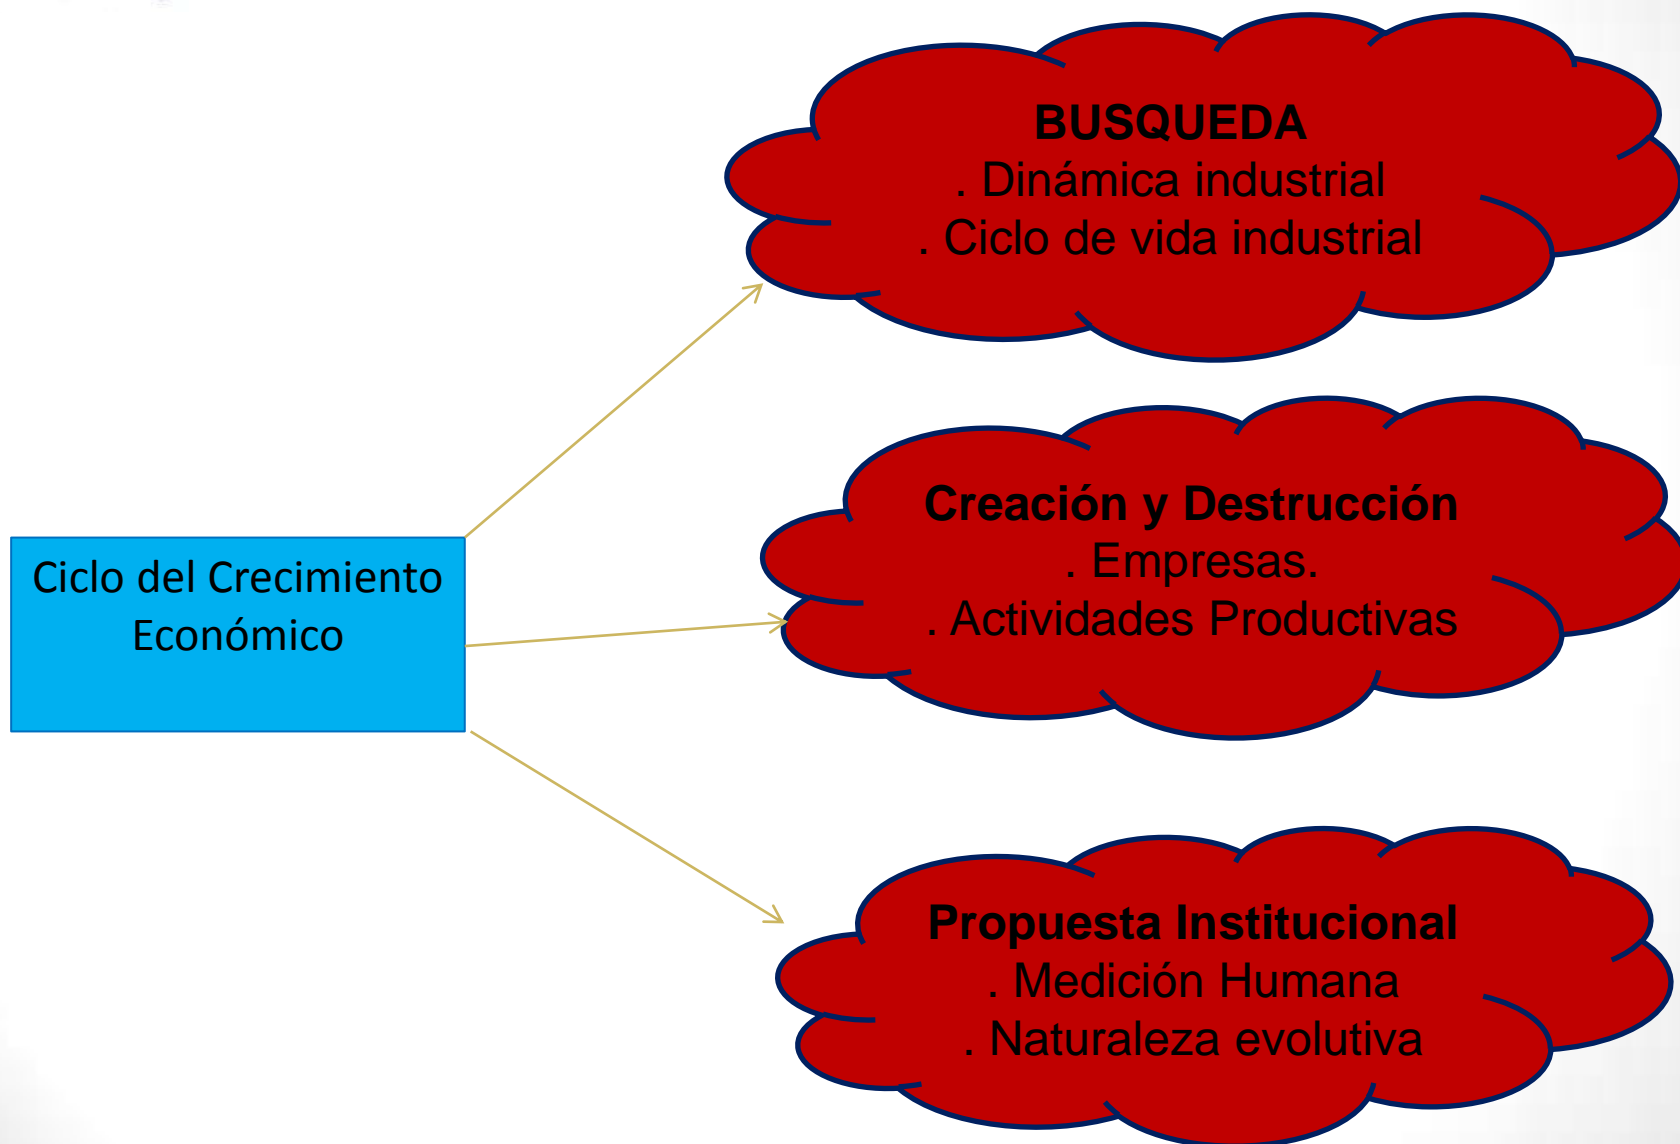 BUSQUEDA
. Dinámica industrial
. Ciclo de vida industrial
Creación y Destrucción
. Empresas.
. Actividades Productivas
Ciclo del Crecimiento
Económico
Propuesta Institucional
. Medición Humana
. Naturaleza evolutiva